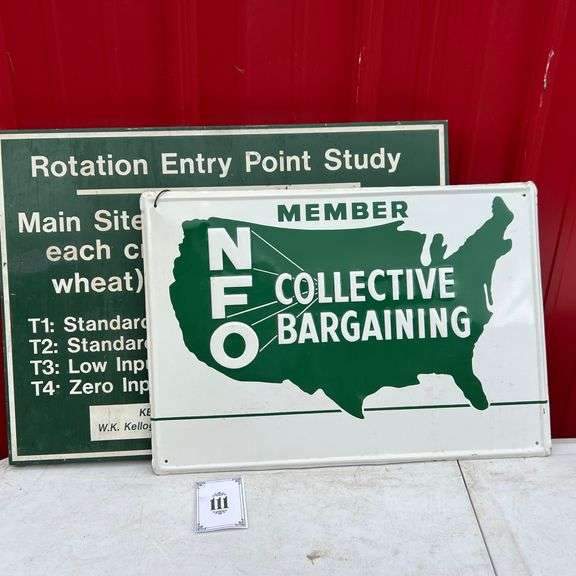 Rotation Entry Point Study
Main Site
each c
wheat)
T1: Standard
T2: Standard
T3: Low Inp
T4: Zero Inp
KE
W.K. Kellog
MEMBER
NFO
COLLECTIVE
BARGAINING
111